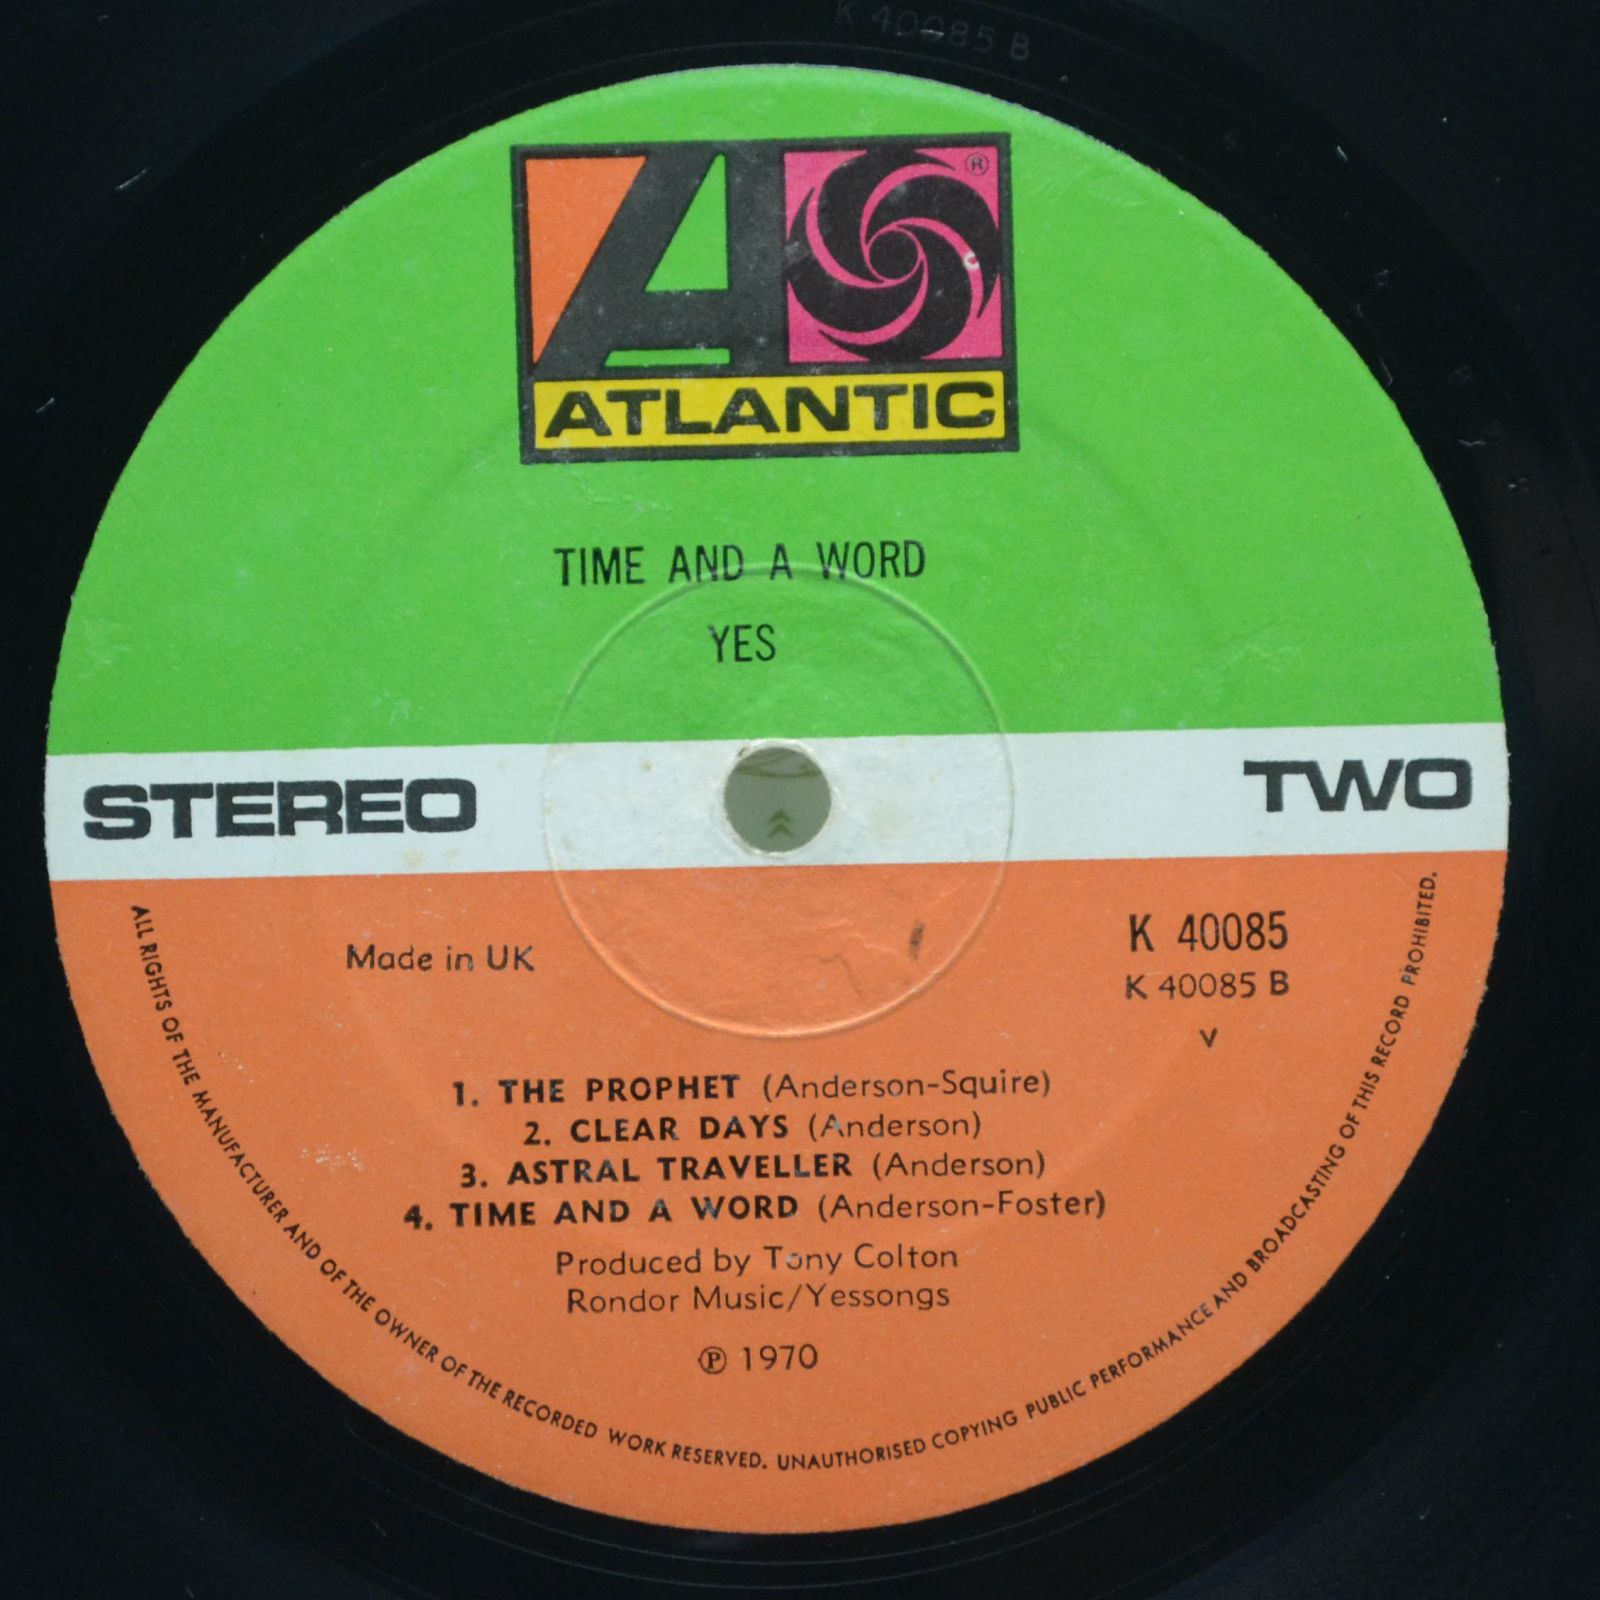 K 40085 B
®
ATLANTIC
TIME AND A WORD
YES
STEREO
TWO
Made in UK
K 40085
K 40085 B
V
1. THE PROPHET (Anderson-Squire)
2. CLEAR DAYS (Anderson)
3. ASTRAL TRAVELLER (Anderson)
4. TIME AND A WORD (Anderson-Foster)
Produced by Tony Colton
Rondor Music/Yessongs
℗ 1970
ALL RIGHTS OF THE MANUFACTURER AND OF THE OWNER OF THE RECORDED WORK RESERVED. UNAUTHORISED COPYING PUBLIC PERFORMANCE AND BROADCASTING OF THIS RECORD PROHIBITED.